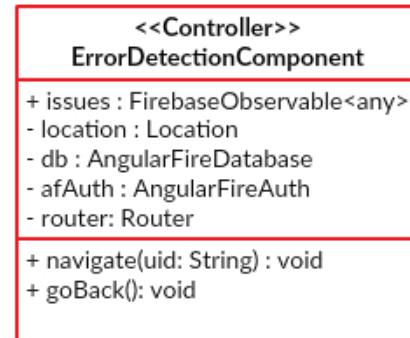 <<Controller>>
ErrorDetectionComponent
+ issues : FirebaseObservable<any>
- location : Location
- db : AngularFireDatabase
- afAuth : AngularFireAuth
- router: Router
+ navigate(uid: String) : void
+ goBack(): void